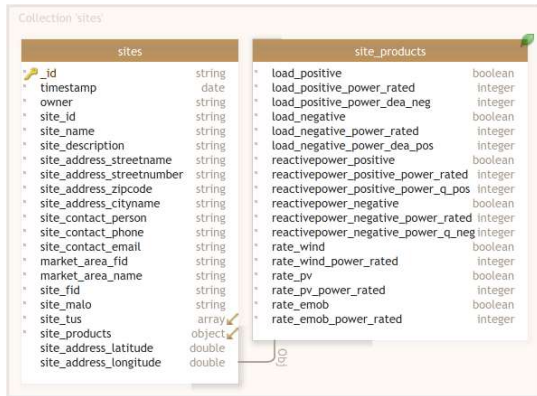 Collection 'sites'
sites
* _id string
* timestamp date
* owner string
* site_id string
* site_name string
* site_description string
* site_address_streetname string
* site_address_streetnumber string
* site_address_zipcode string
* site_address_cityname string
* site_contact_person string
* site_contact_phone string
* site_contact_email string
* market_area_fid string
* market_area_name string
* site_fid string
* site_malo string
* site_tus array
* site_products object
site_address_latitude double
site_address_longitude double
site_products
* load_positive boolean
* load_positive_power_rated integer
* load_positive_power_dea_neg integer
* load_negative boolean
* load_negative_power_rated integer
* load_negative_power_dea_pos integer
* reactivepower_positive boolean
* reactivepower_positive_power_rated integer
* reactivepower_positive_power_q_pos integer
* reactivepower_negative boolean
* reactivepower_negative_power_rated integer
* reactivepower_negative_power_q_neg integer
* rate_wind boolean
* rate_wind_power_rated integer
* rate_pv boolean
* rate_pv_power_rated integer
* rate_emob boolean
* rate_emob_power_rated integer
Obj